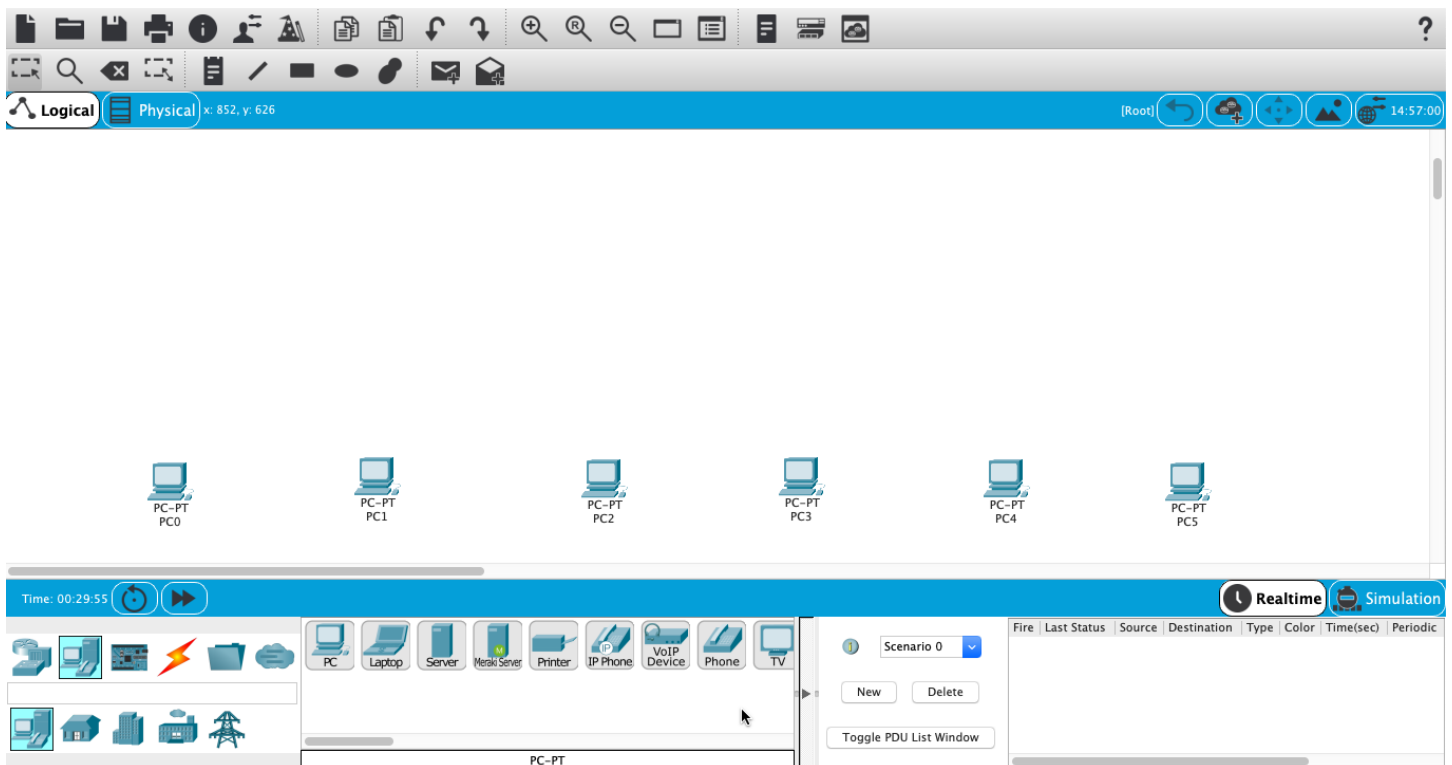 ?
Logical Physical x: 852, y: 626 [Root] 14:57:00
PC-PT PC-PT PC-PT PC-PT PC-PT PC-PT
PC0 PC1 PC2 PC3 PC4 PC5
Time: 00:29:55 Realtime Simulation
PC Laptop Server Meraki Server Printer IP Phone VoIP Device Phone TV
Scenario 0
New Delete
Toggle PDU List Window
Fire Last Status Source Destination Type Color Time(sec) Periodic
PC-PT